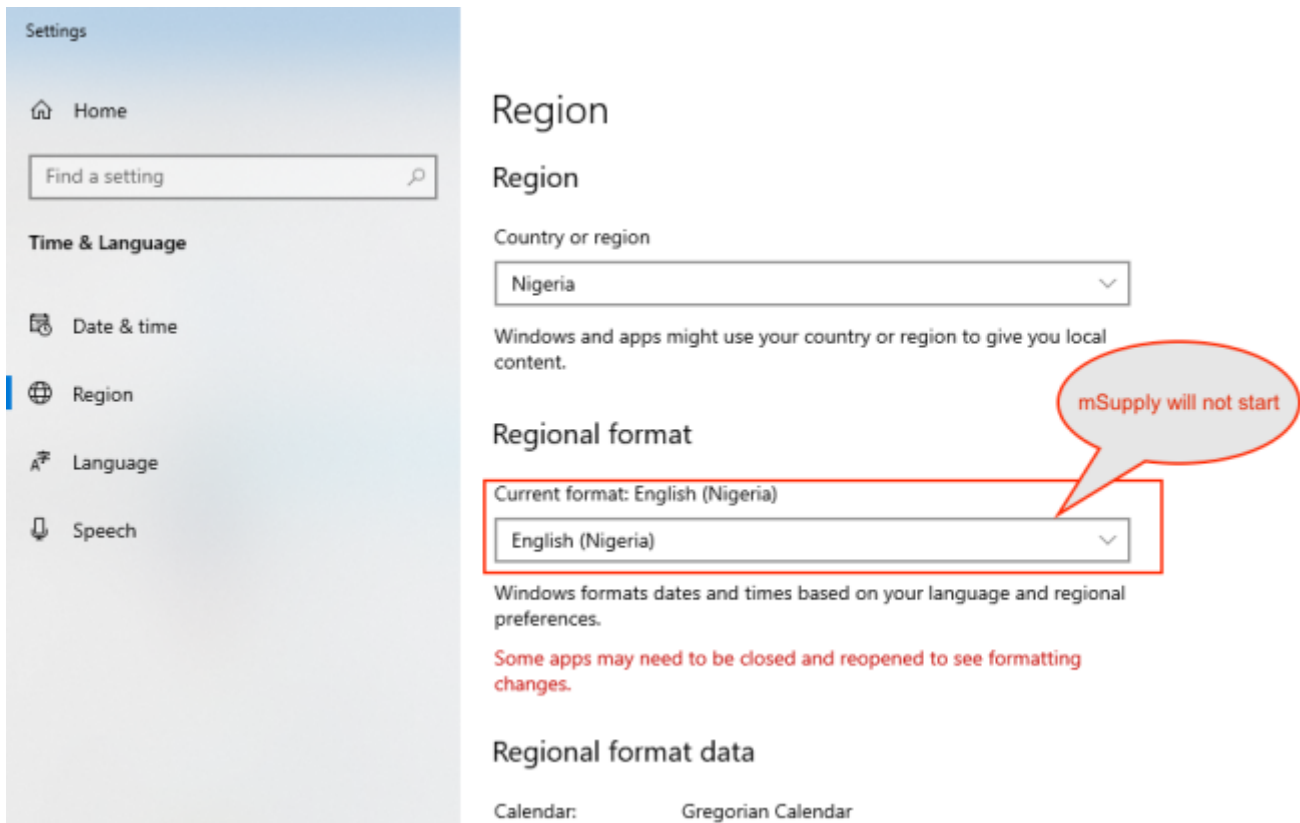 Settings
Home
Find a setting
Time & Language
Date & time
Region
Language
Speech
Region
Region
Country or region
Nigeria
Windows and apps might use your country or region to give you local
content.
mSupply will not start
Regional format
Current format: English (Nigeria)
English (Nigeria)
Windows formats dates and times based on your language and regional
preferences.
Some apps may need to be closed and reopened to see formatting
changes.
Regional format data
Calendar: Gregorian Calendar